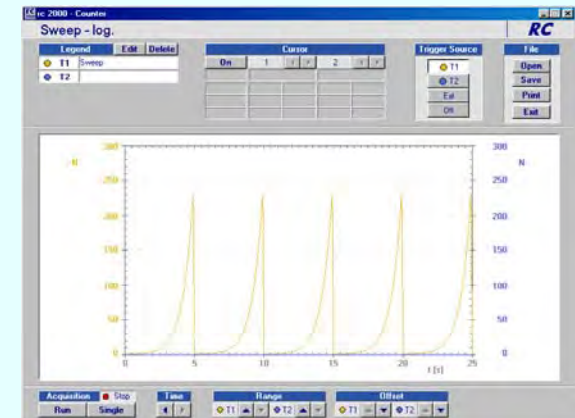 rc 2000 - Counter
Sweep - log.
RC
Legend Edit Delete
T1 Sweep
T2
Cursor
On 1 2
Trigger Source
T1
T2
Ext
Off
File
Open
Save
Print
Exit
N
300
250
200
150
100
50
0
0 5 10 15 20 25
t [s]
300
250
200
150
100
50
0
N
Acquisition Stop
Run Single
Time
Range
T1 T2
Offset
T1 T2